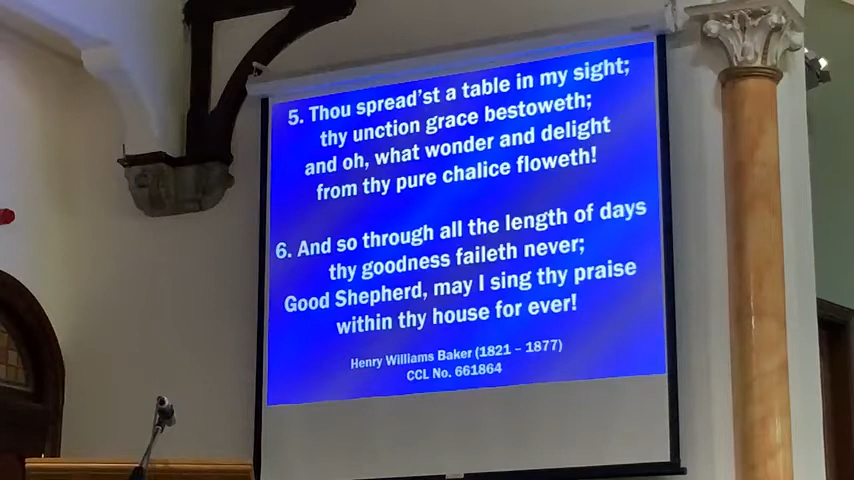 5. Thou spread'st a table in my sight;
thy unction grace bestoweth;
and oh, what wonder and delight
from thy pure chalice floweth!
6. And so through all the length of days
thy goodness faileth never;
Good Shepherd, may I sing thy praise
within thy house for ever!
Henry Williams Baker (1821 – 1877)
CCL No. 661864